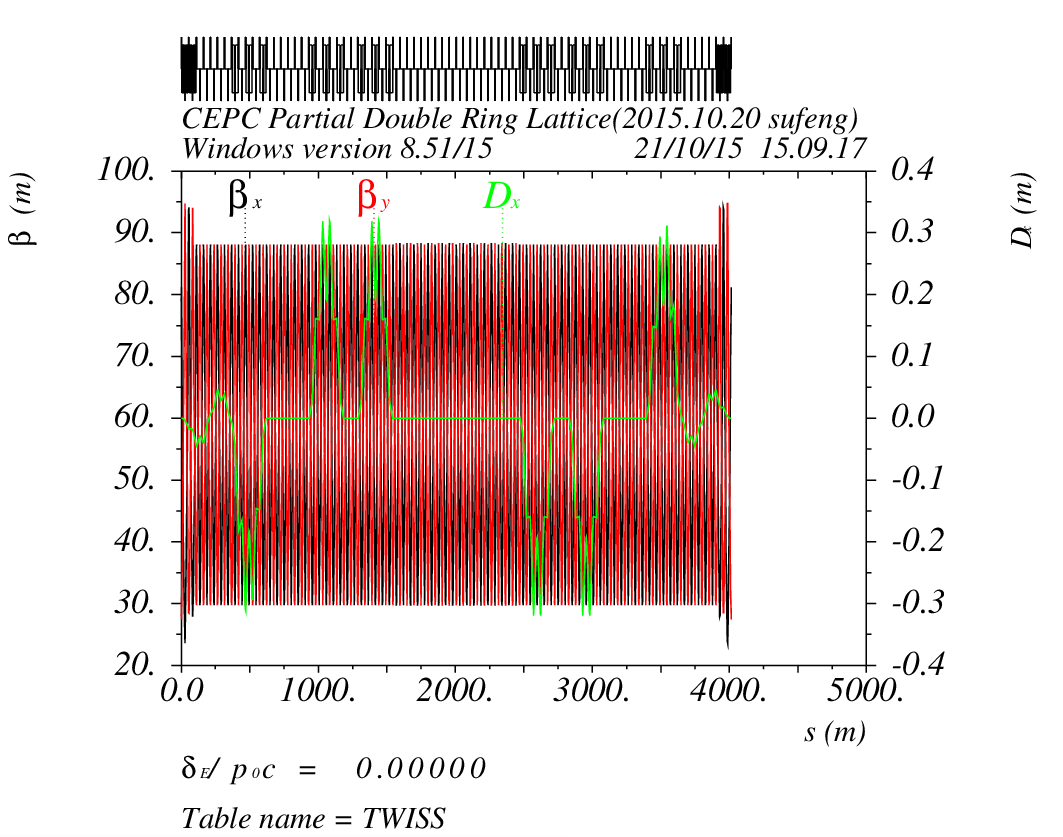 CEPC Partial Double Ring Lattice(2015.10.20 sufeng)
Windows version 8.51/15 21/10/15 15.09.17
β (m)
100.
90.
80.
70.
60.
50.
40.
30.
20.
βx βy Dx
0.4
0.3
0.2
0.1
0.0
-0.1
-0.2
-0.3
-0.4
Dx (m)
0.0 1000. 2000. 3000. 4000. 5000.
s (m)
δE/ p0c = 0.00000
Table name = TWISS